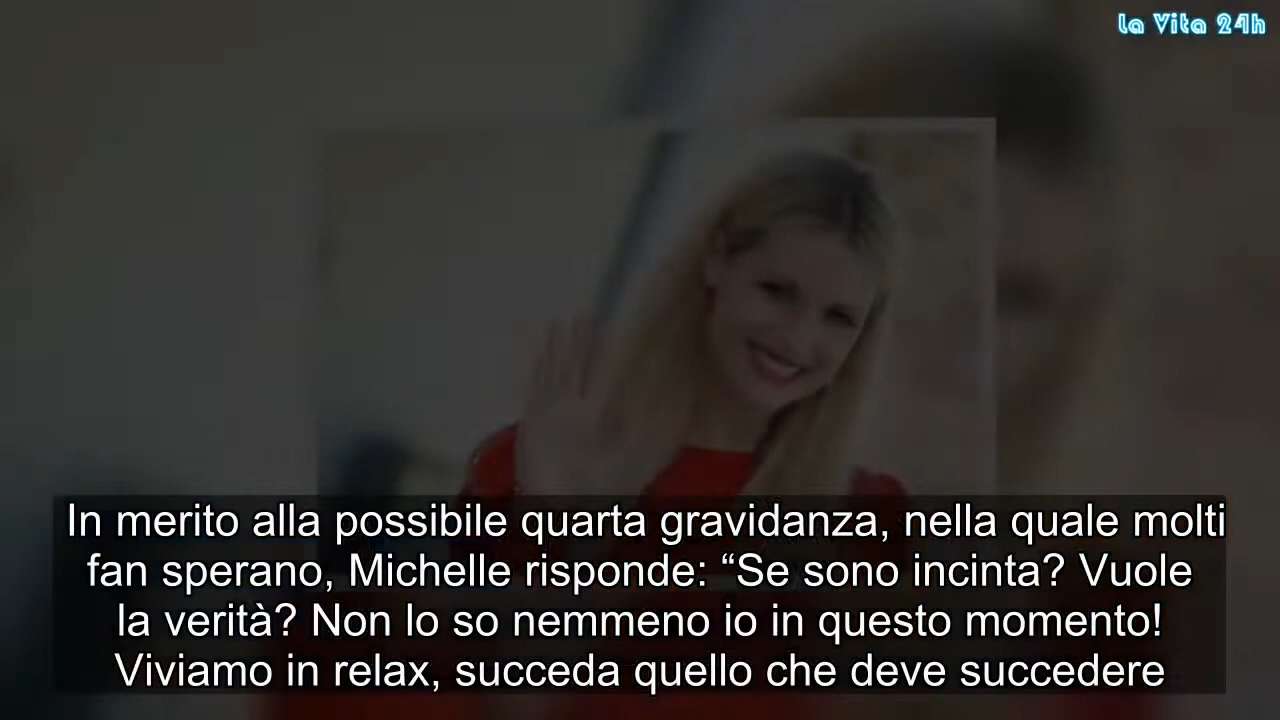 La Vita 24h
In merito alla possibile quarta gravidanza, nella quale molti
fan sperano, Michelle risponde: “Se sono incinta? Vuole
la verità? Non lo so nemmeno io in questo momento!
Viviamo in relax, succeda quello che deve succedere